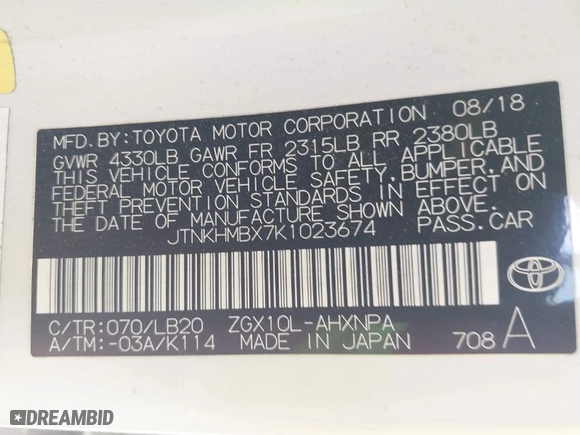 MFD.BY:TOYOTA MOTOR CORPORATION 08/18
GVWR 4330LB GAWR FR 2315LB RR 2380LB
THIS VEHICLE CONFORMS TO ALL APPLICABLE
FEDERAL MOTOR VEHICLE SAFETY,BUMPER,AND
THEFT PREVENTION STANDARDS IN EFFECT ON
THE DATE OF MANUFACTURE SHOWN ABOVE.
JTNKHMBX7K1023674 PASS.CAR
C/TR:070/LB20 ZGX10L-AHXNPA
A/TM:-03A/K114 MADE IN JAPAN 708 A
TOYOTA
DREAMBID